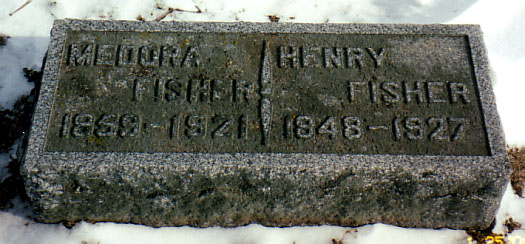 MEDORA
FISHER
1859-1921
HENRY
FISHER
1848-1927